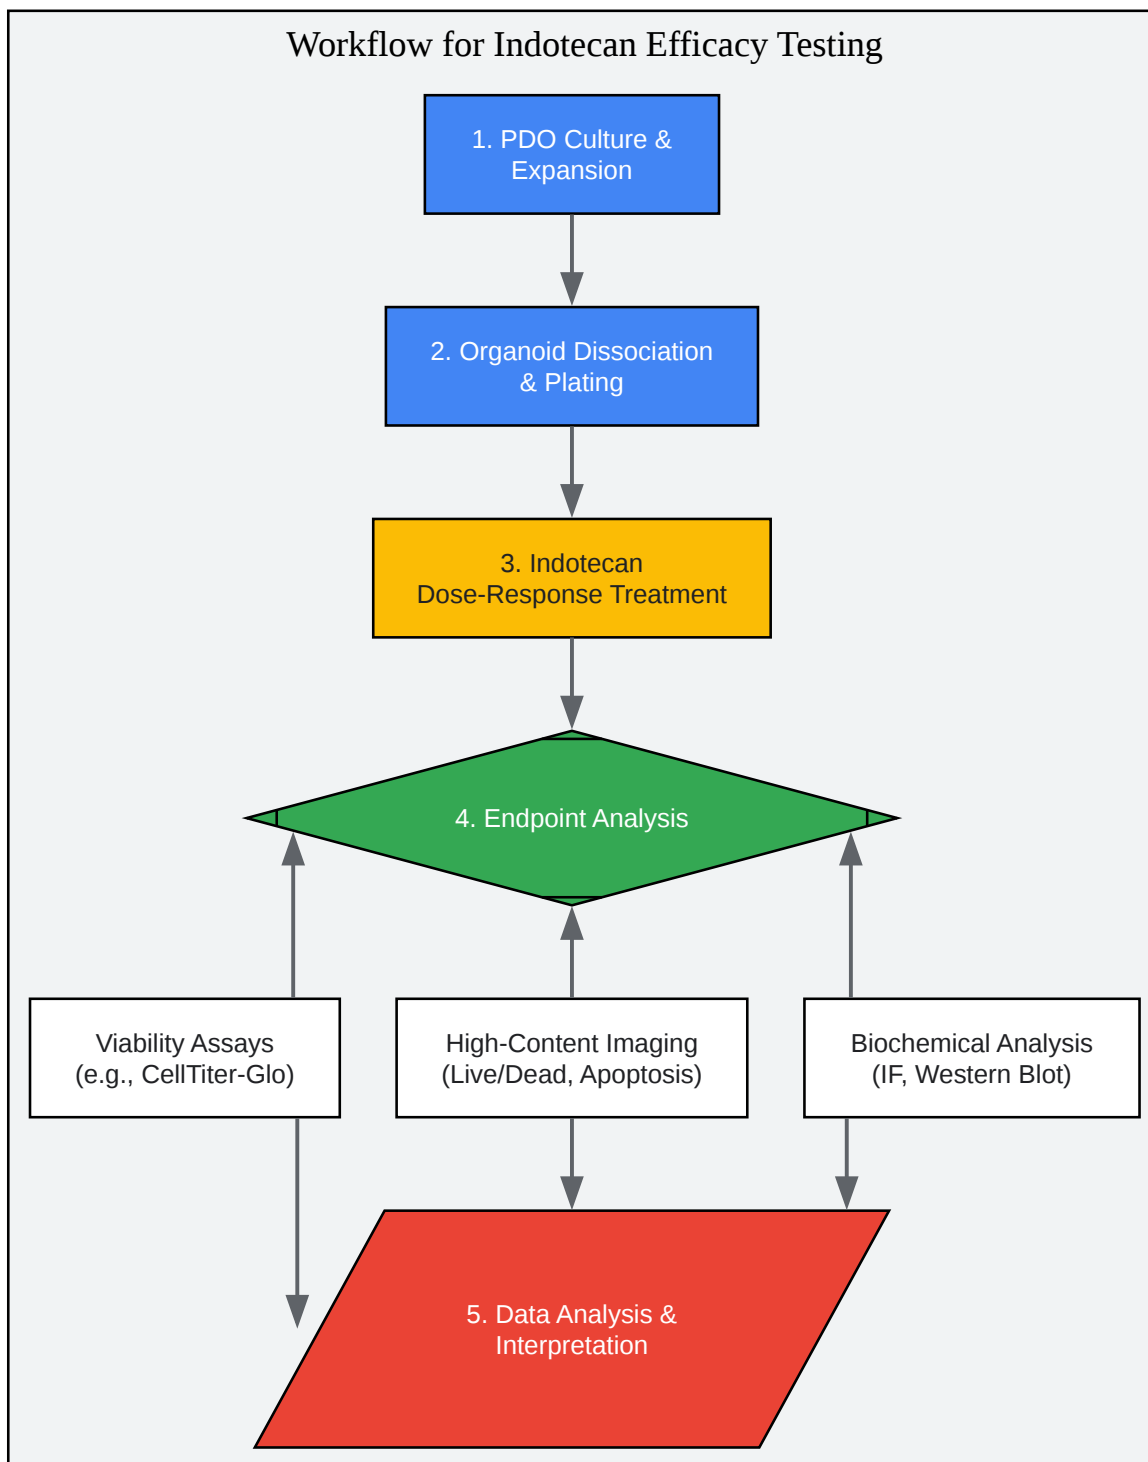 Workflow for Indotecan Efficacy Testing
1. PDO Culture &
Expansion
2. Organoid Dissociation
& Plating
3. Indotecan
Dose-Response Treatment
4. Endpoint Analysis
Viability Assays
(e.g., CellTiter-Glo)
High-Content Imaging
(Live/Dead, Apoptosis)
Biochemical Analysis
(IF, Western Blot)
5. Data Analysis &
Interpretation